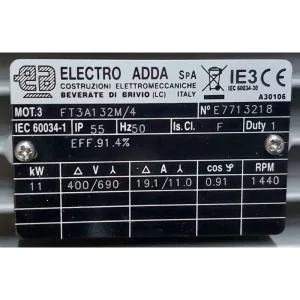 ELECTRO ADDA SPA
COSTRUZIONI ELETTROMECCANICHE
BEVERATE DI BRIVIO (LC) ITALY
IE3 CE
IEC 60034-30
A30106
MOT.3 FT3A132M/4 N° E7713218
IEC 60034-1 IP 55 Hz 50 Is.Cl. F Duty 1
EFF.91.4%
kW Δ V Y Δ A Y cos φ RPM
11 400/690 19.1/11.0 0.91 1440